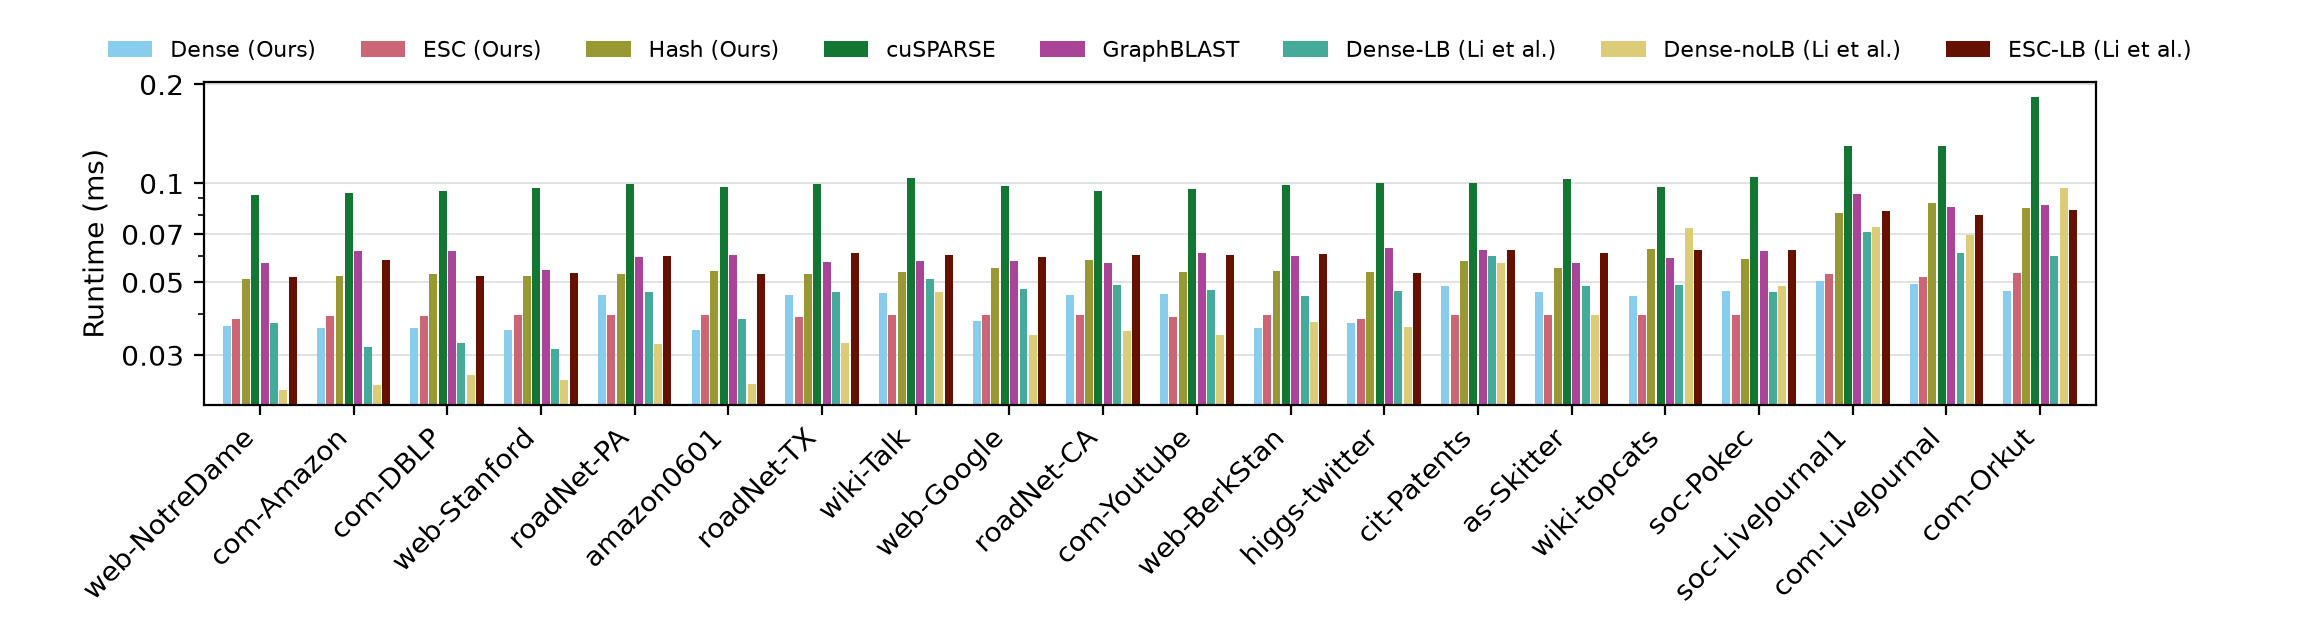 Dense (Ours) ESC (Ours) Hash (Ours) cuSPARSE GraphBLAST Dense-LB (Li et al.) Dense-noLB (Li et al.) ESC-LB (Li et al.)
Runtime (ms)
0.2
0.1
0.07
0.05
0.03
web-NotreDame
com-Amazon
com-DBLP
web-Stanford
roadNet-PA
amazon0601
roadNet-TX
wiki-Talk
web-Google
roadNet-CA
com-Youtube
web-BerkStan
higgs-twitter
cit-Patents
as-Skitter
wiki-topcats
soc-Pokec
soc-LiveJournal1
com-LiveJournal
com-Orkut